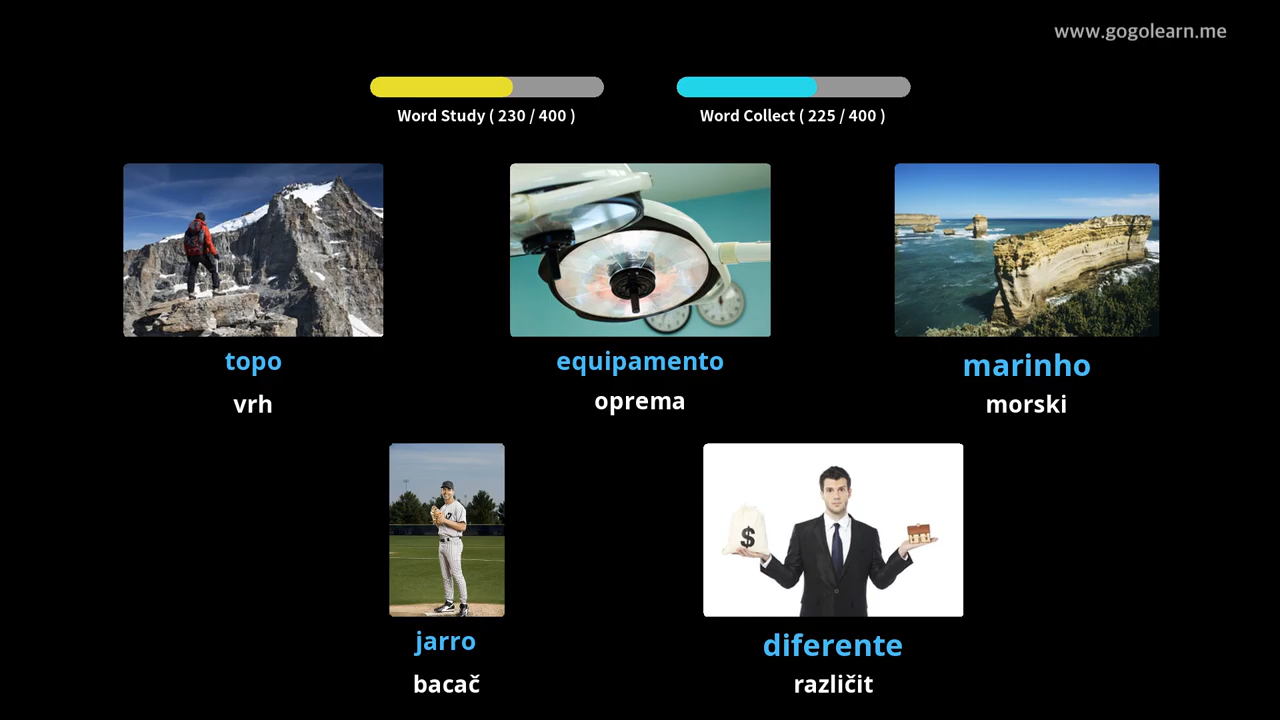 www.gogolearn.me
Word Study ( 230 / 400 )
Word Collect ( 225 / 400 )
topo
vrh
equipamento
oprema
marinho
morski
$
jarro
bacač
diferente
različit